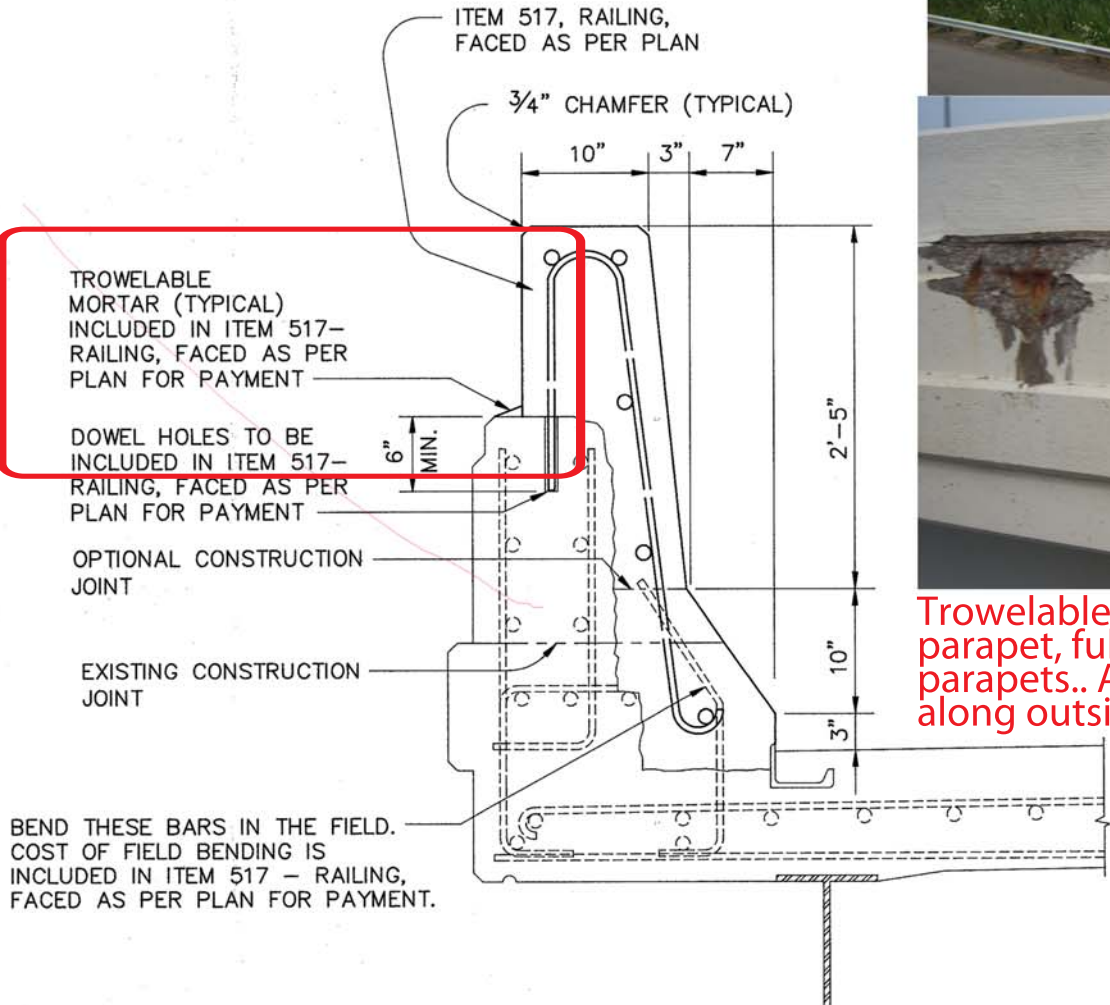 ITEM 517, RAILING,
FACED AS PER PLAN
3/4" CHAMFER (TYPICAL)
10"
3"
7"
TROWELABLE
MORTAR (TYPICAL)
INCLUDED IN ITEM 517–
RAILING, FACED AS PER
PLAN FOR PAYMENT
DOWEL HOLES TO BE
INCLUDED IN ITEM 517–
RAILING, FACED AS PER
PLAN FOR PAYMENT
6"
MIN.
2'–5"
OPTIONAL CONSTRUCTION
JOINT
EXISTING CONSTRUCTION
JOINT
10"
3"
BEND THESE BARS IN THE FIELD.
COST OF FIELD BENDING IS
INCLUDED IN ITEM 517 – RAILING,
FACED AS PER PLAN FOR PAYMENT.
Trowelable
parapet, fu
parapets.. A
along outsi